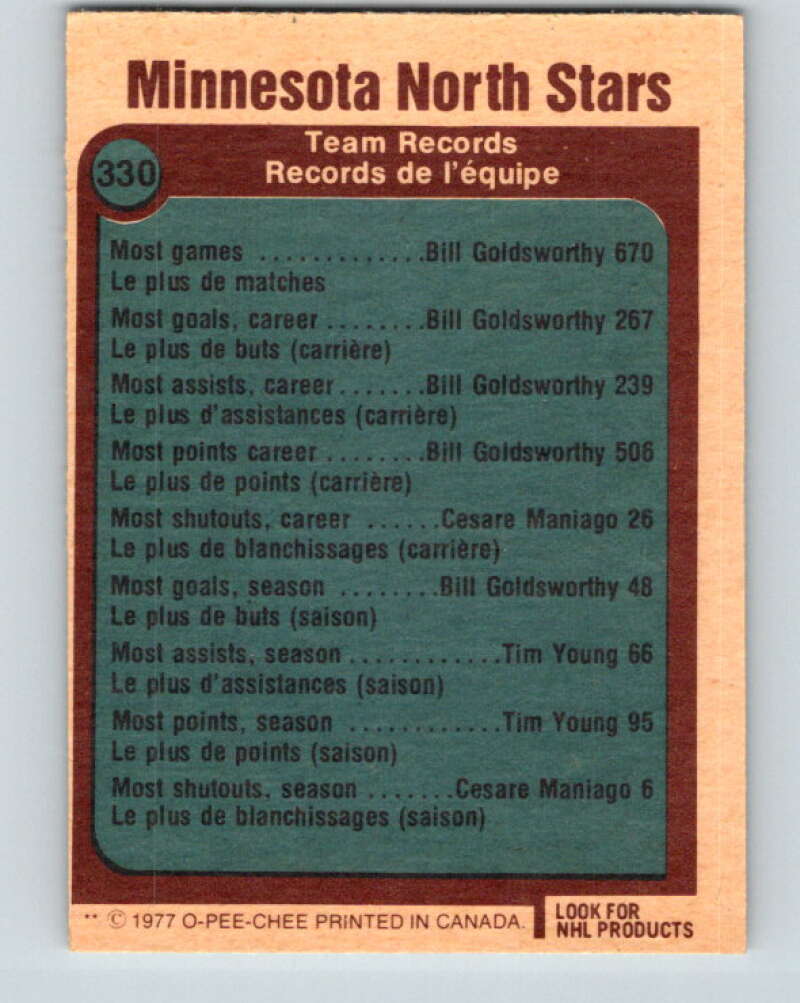 Minnesota North Stars
330
Team Records
Records de l'équipe
Most games .............Bill Goldsworthy 670
Le plus de matches
Most goals, career........Bill Goldsworthy 267
Le plus de buts (carrière)
Most assists, career.......Bill Goldsworthy 239
Le plus d'assistances (carrière)
Most points career........Bill Goldsworthy 506
Le plus de points (carrière)
Most shutouts, career ......Cesare Maniago 26
Le plus de blanchissages (carrière)
Most goals, season ........Bill Goldsworthy 48
Le plus de buts (saison)
Most assists, season............Tim Young 66
Le plus d'assistances (saison)
Most points, season ............Tim Young 95
Le plus de points (saison)
Most shutouts, season .......Cesare Maniago 6
Le plus de blanchissages (saison)
** © 1977 O-PEE-CHEE PRINTED IN CANADA.
LOOK FOR
NHL PRODUCTS